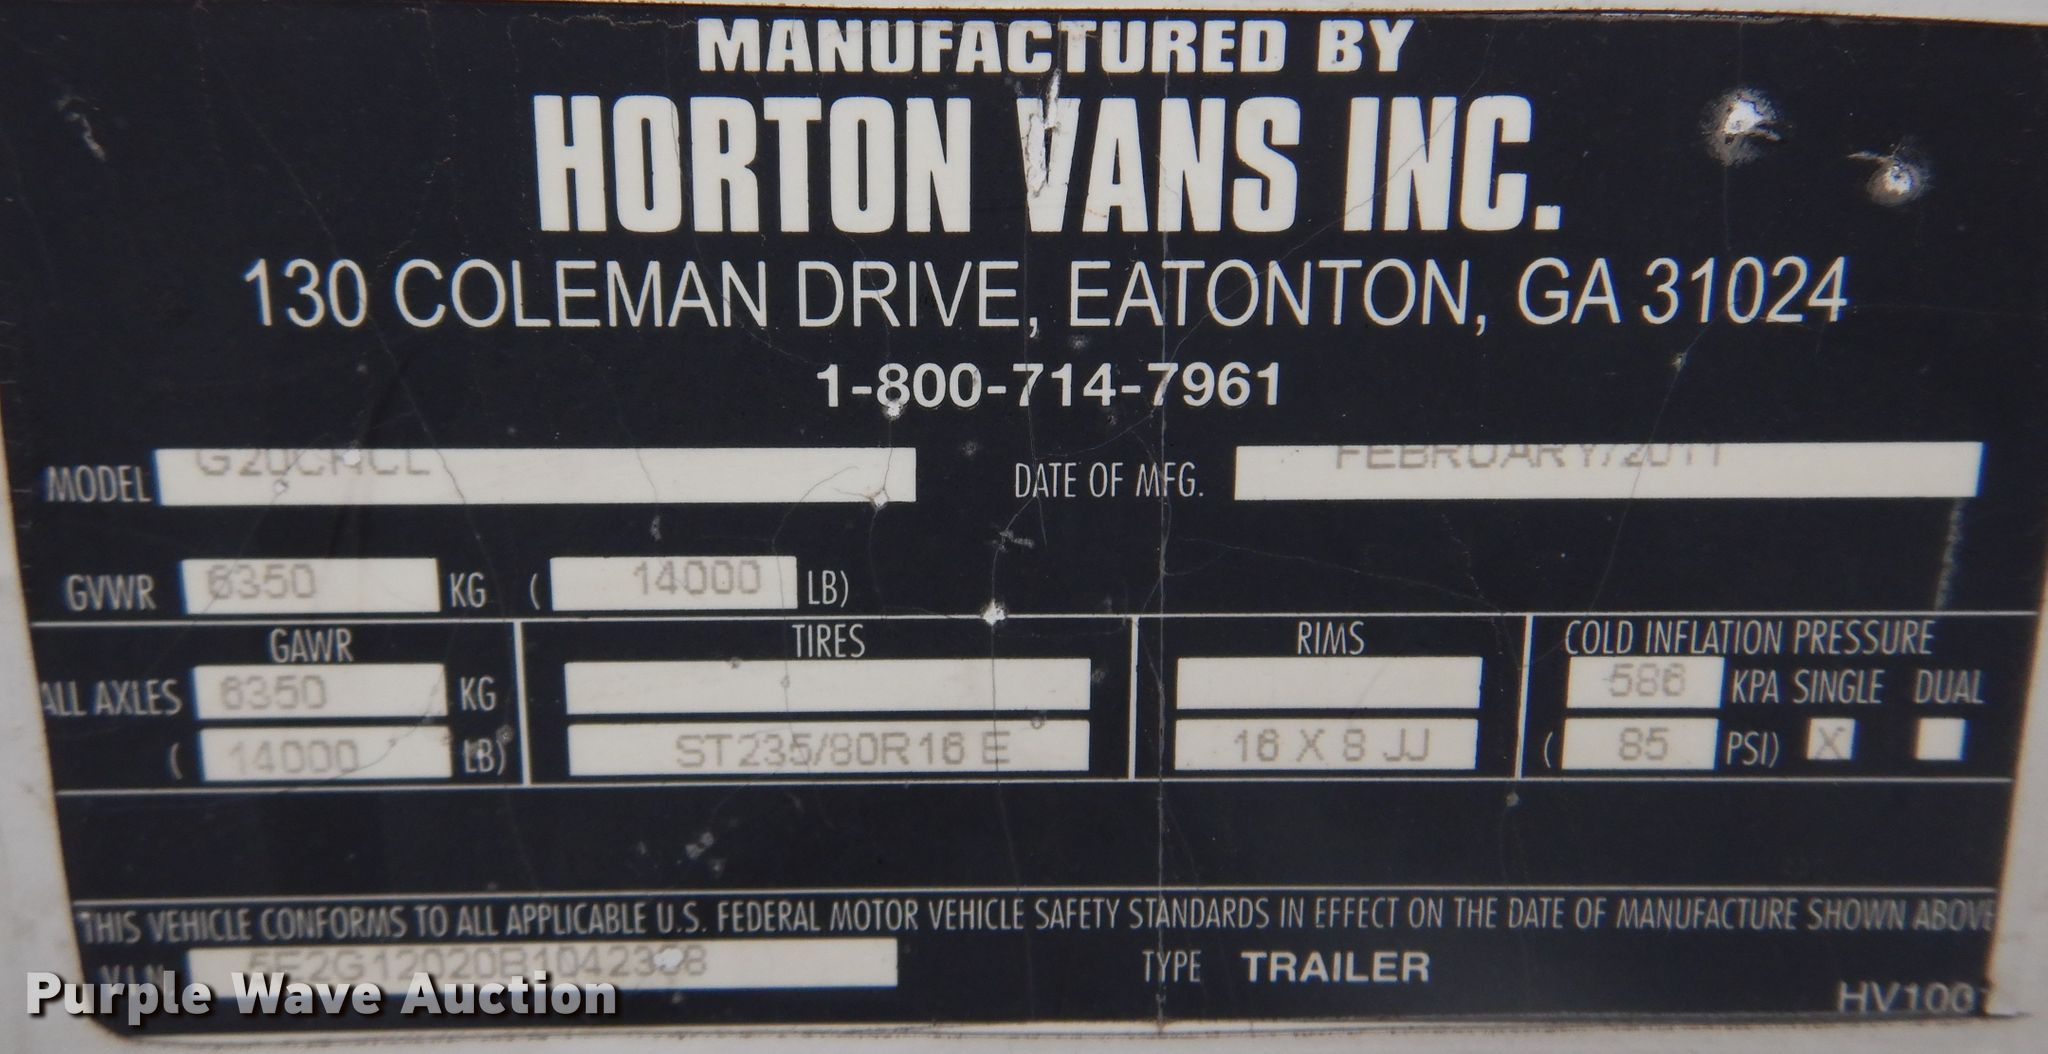 MANUFACTURED BY
HORTON VANS INC.
130 COLEMAN DRIVE, EATONTON, GA 31024
1-800-714-7961
MODEL DATE OF MFG. FEBRUARY/2011
GVWR 6350 KG ( 14000 LB)
GAWR TIRES RIMS COLD INFLATION PRESSURE
ALL AXLES 6350 KG 586 KPA SINGLE DUAL
( 14000 LB) ST235/80R16 E 16 X 8 JJ ( 85 PSI) X
THIS VEHICLE CONFORMS TO ALL APPLICABLE U.S. FEDERAL MOTOR VEHICLE SAFETY STANDARDS IN EFFECT ON THE DATE OF MANUFACTURE SHOWN ABOVE
V.I.N. TYPE TRAILER
Purple Wave Auction